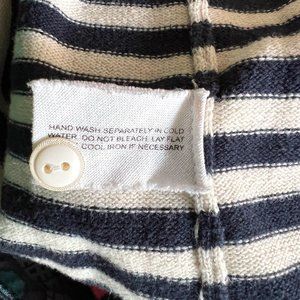 HAND WASH SEPARATELY IN COLD
WATER. DO NOT BLEACH. LAY FLAT
COOL IRON IF NECESSARY